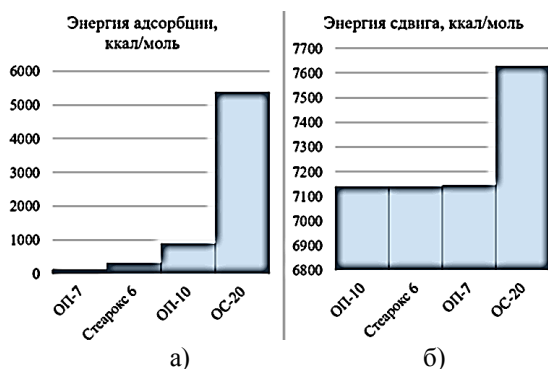 Энергия адсорбции,
ккал/моль
6000
5000
4000
3000
2000
1000
0
ОП-7
Стеарокс 6
ОП-10
ОС-20
а)
Энергия сдвига, ккал/моль
7700
7600
7500
7400
7300
7200
7100
7000
6900
6800
ОП-10
Стеарокс 6
ОП-7
ОС-20
б)